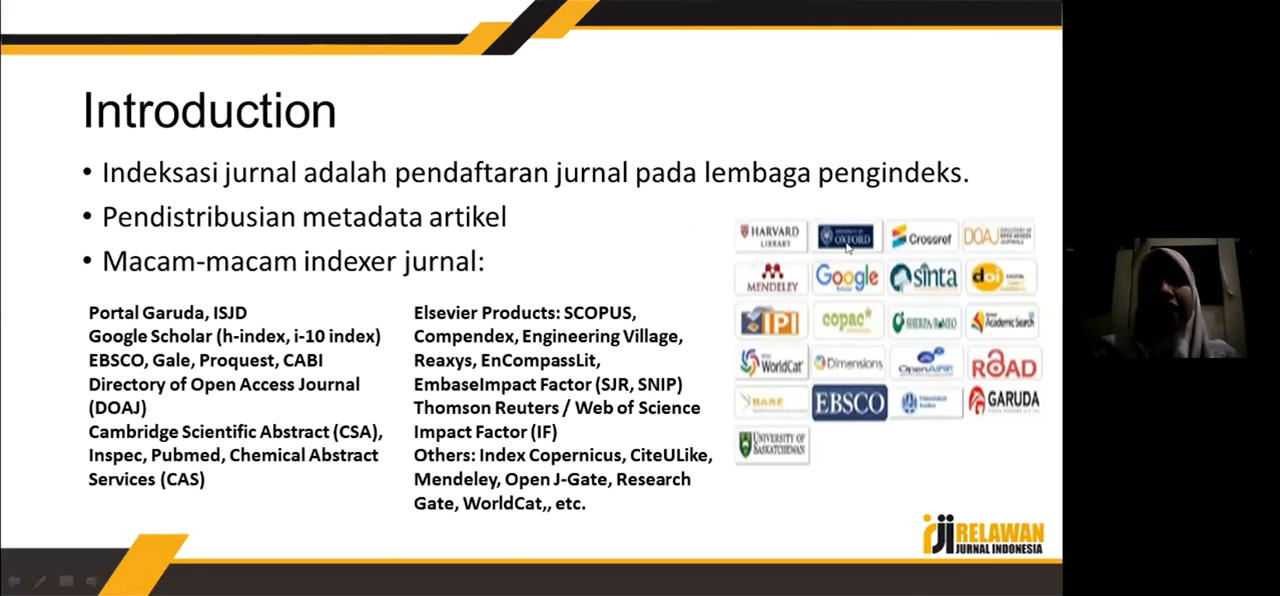 Introduction
• Indeksasi jurnal adalah pendaftaran jurnal pada lembaga pengindeks.
• Pendistribusian metadata artikel
• Macam-macam indexer jurnal:
Portal Garuda, ISJD
Google Scholar (h-index, i-10 index)
EBSCO, Gale, Proquest, CABI
Directory of Open Access Journal
(DOAJ)
Cambridge Scientific Abstract (CSA),
Inspec, Pubmed, Chemical Abstract
Services (CAS)
Elsevier Products: SCOPUS,
Compendex, Engineering Village,
Reaxys, EnCompassLit,
EmbaseImpact Factor (SJR, SNIP)
Thomson Reuters / Web of Science
Impact Factor (IF)
Others: Index Copernicus, CiteULike,
Mendeley, Open J-Gate, Research
Gate, WorldCat,, etc.
HARVARD
LIBRARY
OXFORD
Crossref
DOAJ
MENDELEY
Google
sinta
doi
IPI
copac*
SHERPA/RoMEO
Academic Search
WorldCat
Dimensions
OpenAIRE
ROAD
BASE
EBSCO
GARUDA
UNIVERSITY OF
SASKATCHEWAN
rji RELAWAN
JURNAL INDONESIA